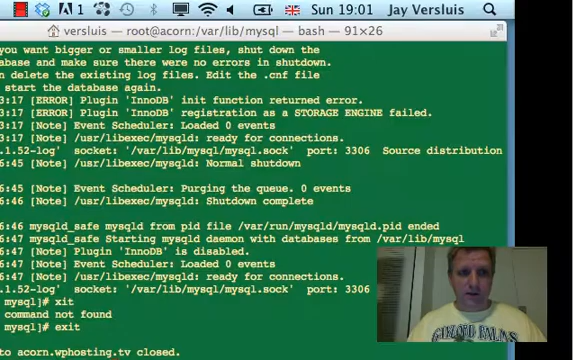 1 Sun 19:01 Jay Versluis
versluis — root@acorn:/var/lib/mysql — bash — 91×26
you want bigger or smaller log files, shut down the
abase and make sure there were no errors in shutdown.
n delete the existing log files. Edit the .cnf file
start the database again.
3:17 [ERROR] Plugin 'InnoDB' init function returned error.
3:17 [ERROR] Plugin 'InnoDB' registration as a STORAGE ENGINE failed.
3:17 [Note] Event Scheduler: Loaded 0 events
3:17 [Note] /usr/libexec/mysqld: ready for connections.
.1.52-log' socket: '/var/lib/mysql/mysql.sock' port: 3306 Source distribution
6:45 [Note] /usr/libexec/mysqld: Normal shutdown
6:45 [Note] Event Scheduler: Purging the queue. 0 events
6:46 [Note] /usr/libexec/mysqld: Shutdown complete
6:46 mysqld_safe mysqld from pid file /var/run/mysqld/mysqld.pid ended
6:47 mysqld_safe Starting mysqld daemon with databases from /var/lib/mysql
6:47 [Note] Plugin 'InnoDB' is disabled.
6:47 [Note] Event Scheduler: Loaded 0 events
6:47 [Note] /usr/libexec/mysqld: ready for connections.
.1.52-log' socket: '/var/lib/mysql/mysql.sock' port: 3306
mysql]# xit
command not found
mysql]# exit
to acorn.wphosting.tv closed.